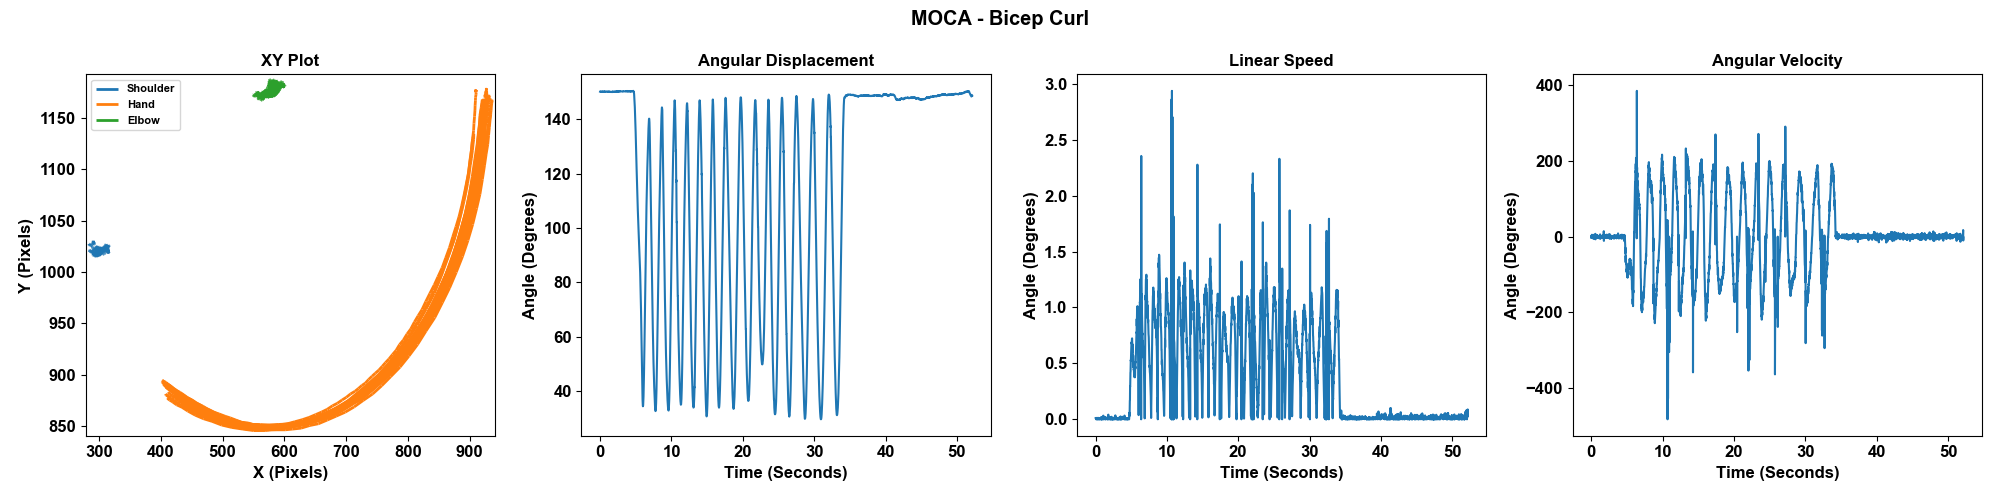 MOCA - Bicep Curl
XY Plot
Shoulder
Hand
Elbow
Y (Pixels)
1150
1100
1050
1000
950
900
850
300 400 500 600 700 800 900
X (Pixels)
Angular Displacement
Angle (Degrees)
140
120
100
80
60
40
0 10 20 30 40 50
Time (Seconds)
Linear Speed
Angle (Degrees)
3.0
2.5
2.0
1.5
1.0
0.5
0.0
0 10 20 30 40 50
Time (Seconds)
Angular Velocity
Angle (Degrees)
400
200
0
−200
−400
0 10 20 30 40 50
Time (Seconds)